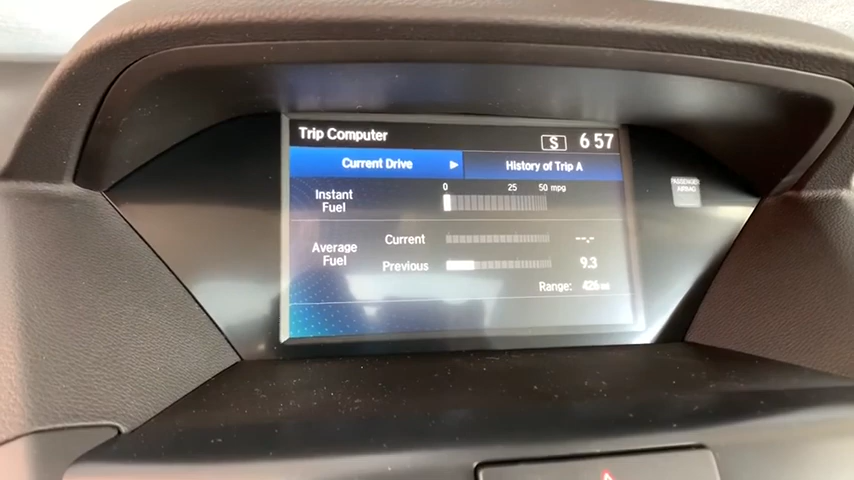 Trip Computer
S 6 57
Current Drive
History of Trip A
0 25 50 mpg
Instant
Fuel
Average
Fuel
Current --.-
Previous 9.3
Range: 426
PASSENGER
AIRBAG